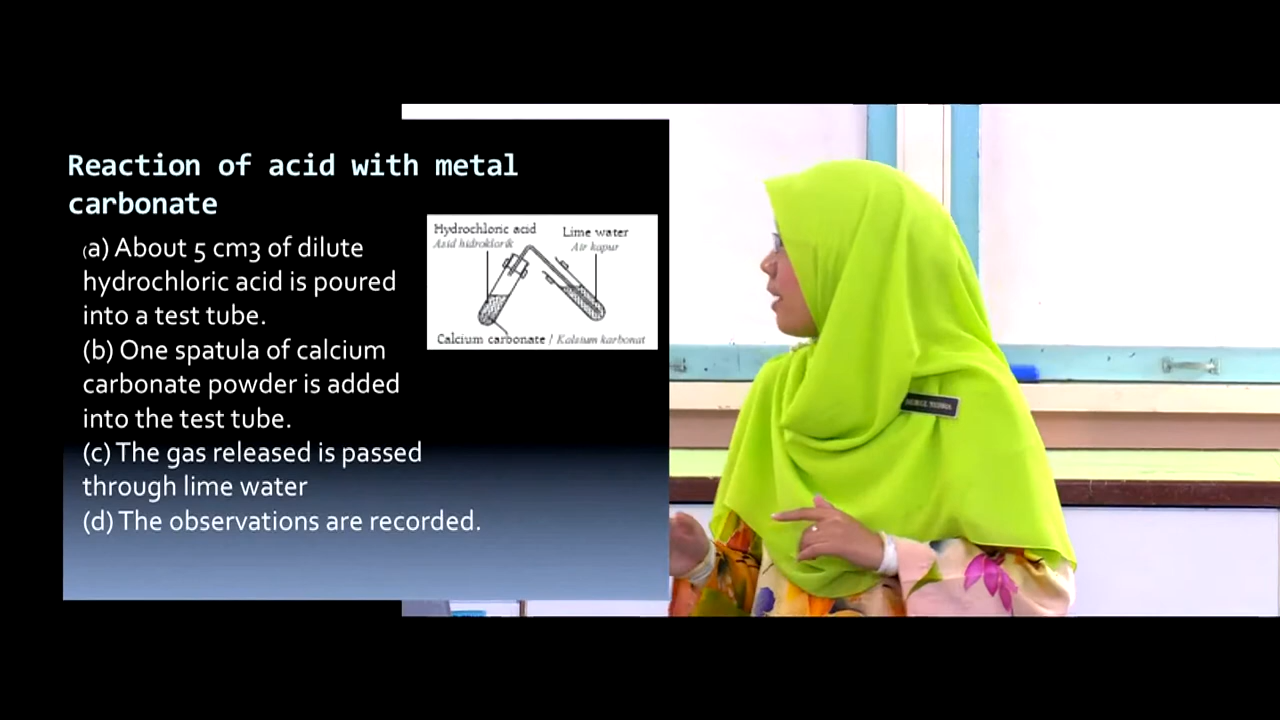 Reaction of acid with metal
carbonate
(a) About 5 cm3 of dilute
hydrochloric acid is poured
into a test tube.
(b) One spatula of calcium
carbonate powder is added
into the test tube.
(c) The gas released is passed
through lime water
(d) The observations are recorded.
Hydrochloric acid
Asid hidroklorik
Lime water
Air kapur
Calcium carbonate / Kalsium karbonat